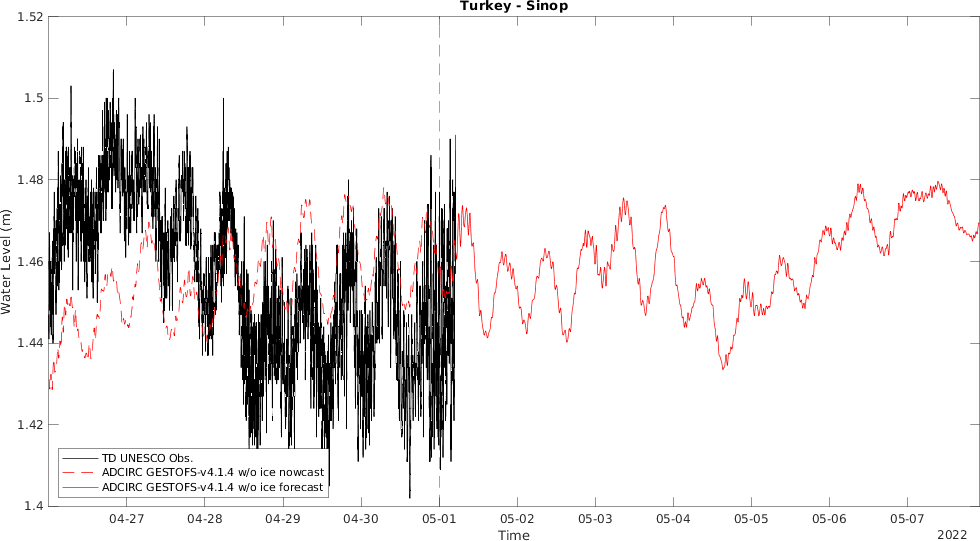 Turkey - Sinop
1.52
1.5
1.48
1.46
1.44
1.42
1.4
Water Level (m)
TD UNESCO Obs.
ADCIRC GESTOFS-v4.1.4 w/o ice nowcast
ADCIRC GESTOFS-v4.1.4 w/o ice forecast
04-27 04-28 04-29 04-30 05-01 05-02 05-03 05-04 05-05 05-06 05-07
Time
2022